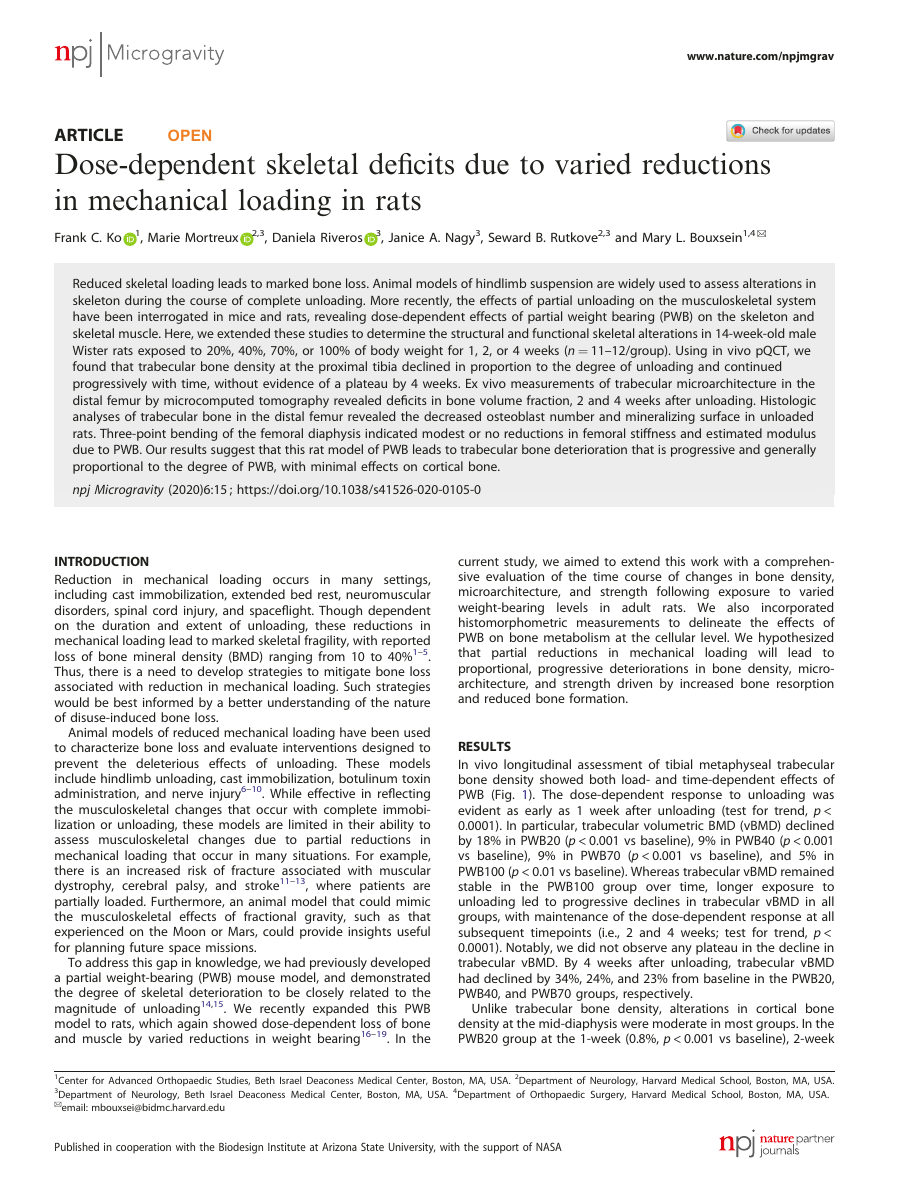 npj | Microgravity
www.nature.com/npjmgrav
ARTICLE OPEN
Check for updates
Dose-dependent skeletal deficits due to varied reductions
in mechanical loading in rats
Frank C. Ko iD 1, Marie Mortreux iD 2,3, Daniela Riveros iD 3, Janice A. Nagy3, Seward B. Rutkove2,3 and Mary L. Bouxsein1,4✉
Reduced skeletal loading leads to marked bone loss. Animal models of hindlimb suspension are widely used to assess alterations in
skeleton during the course of complete unloading. More recently, the effects of partial unloading on the musculoskeletal system
have been interrogated in mice and rats, revealing dose-dependent effects of partial weight bearing (PWB) on the skeleton and
skeletal muscle. Here, we extended these studies to determine the structural and functional skeletal alterations in 14-week-old male
Wister rats exposed to 20%, 40%, 70%, or 100% of body weight for 1, 2, or 4 weeks (n = 11–12/group). Using in vivo pQCT, we
found that trabecular bone density at the proximal tibia declined in proportion to the degree of unloading and continued
progressively with time, without evidence of a plateau by 4 weeks. Ex vivo measurements of trabecular microarchitecture in the
distal femur by microcomputed tomography revealed deficits in bone volume fraction, 2 and 4 weeks after unloading. Histologic
analyses of trabecular bone in the distal femur revealed the decreased osteoblast number and mineralizing surface in unloaded
rats. Three-point bending of the femoral diaphysis indicated modest or no reductions in femoral stiffness and estimated modulus
due to PWB. Our results suggest that this rat model of PWB leads to trabecular bone deterioration that is progressive and generally
proportional to the degree of PWB, with minimal effects on cortical bone.
npj Microgravity (2020)6:15 ; https://doi.org/10.1038/s41526-020-0105-0
INTRODUCTION
Reduction in mechanical loading occurs in many settings,
including cast immobilization, extended bed rest, neuromuscular
disorders, spinal cord injury, and spaceflight. Though dependent
on the duration and extent of unloading, these reductions in
mechanical loading lead to marked skeletal fragility, with reported
loss of bone mineral density (BMD) ranging from 10 to 40%1–5.
Thus, there is a need to develop strategies to mitigate bone loss
associated with reduction in mechanical loading. Such strategies
would be best informed by a better understanding of the nature
of disuse-induced bone loss.
Animal models of reduced mechanical loading have been used
to characterize bone loss and evaluate interventions designed to
prevent the deleterious effects of unloading. These models
include hindlimb unloading, cast immobilization, botulinum toxin
administration, and nerve injury6–10. While effective in reflecting
the musculoskeletal changes that occur with complete immobi-
lization or unloading, these models are limited in their ability to
assess musculoskeletal changes due to partial reductions in
mechanical loading that occur in many situations. For example,
there is an increased risk of fracture associated with muscular
dystrophy, cerebral palsy, and stroke11–13, where patients are
partially loaded. Furthermore, an animal model that could mimic
the musculoskeletal effects of fractional gravity, such as that
experienced on the Moon or Mars, could provide insights useful
for planning future space missions.
To address this gap in knowledge, we had previously developed
a partial weight-bearing (PWB) mouse model, and demonstrated
the degree of skeletal deterioration to be closely related to the
magnitude of unloading14,15. We recently expanded this PWB
model to rats, which again showed dose-dependent loss of bone
and muscle by varied reductions in weight bearing16–19. In the
current study, we aimed to extend this work with a comprehen-
sive evaluation of the time course of changes in bone density,
microarchitecture, and strength following exposure to varied
weight-bearing levels in adult rats. We also incorporated
histomorphometric measurements to delineate the effects of
PWB on bone metabolism at the cellular level. We hypothesized
that partial reductions in mechanical loading will lead to
proportional, progressive deteriorations in bone density, micro-
architecture, and strength driven by increased bone resorption
and reduced bone formation.
RESULTS
In vivo longitudinal assessment of tibial metaphyseal trabecular
bone density showed both load- and time-dependent effects of
PWB (Fig. 1). The dose-dependent response to unloading was
evident as early as 1 week after unloading (test for trend, p <
0.0001). In particular, trabecular volumetric BMD (vBMD) declined
by 18% in PWB20 (p < 0.001 vs baseline), 9% in PWB40 (p < 0.001
vs baseline), 9% in PWB70 (p < 0.001 vs baseline), and 5% in
PWB100 (p < 0.01 vs baseline). Whereas trabecular vBMD remained
stable in the PWB100 group over time, longer exposure to
unloading led to progressive declines in trabecular vBMD in all
groups, with maintenance of the dose-dependent response at all
subsequent timepoints (i.e., 2 and 4 weeks; test for trend, p <
0.0001). Notably, we did not observe any plateau in the decline in
trabecular vBMD. By 4 weeks after unloading, trabecular vBMD
had declined by 34%, 24%, and 23% from baseline in the PWB20,
PWB40, and PWB70 groups, respectively.
Unlike trabecular bone density, alterations in cortical bone
density at the mid-diaphysis were moderate in most groups. In the
PWB20 group at the 1-week (0.8%, p < 0.001 vs baseline), 2-week
1Center for Advanced Orthopaedic Studies, Beth Israel Deaconess Medical Center, Boston, MA, USA. 2Department of Neurology, Harvard Medical School, Boston, MA, USA.
3Department of Neurology, Beth Israel Deaconess Medical Center, Boston, MA, USA. 4Department of Orthopaedic Surgery, Harvard Medical School, Boston, MA, USA.
✉email: mbouxsei@bidmc.harvard.edu
Published in cooperation with the Biodesign Institute at Arizona State University, with the support of NASA
npj nature partner
journals